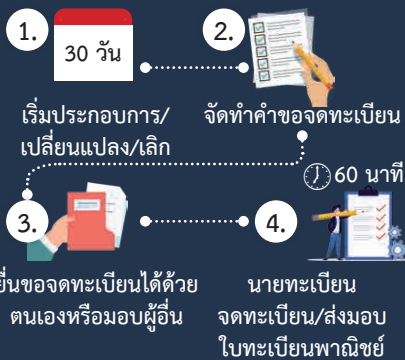 1.
30 วัน
เริ่มประกอบการ/
เปลี่ยนแปลง/เลิก
2.
จัดทำคำขอจดทะเบียน
60 นาที
3.
ยื่นขอจดทะเบียนได้ด้วย
ตนเองหรือมอบผู้อื่น
4.
นายทะเบียน
จดทะเบียน/ส่งมอบ
ใบทะเบียนพาณิชย์